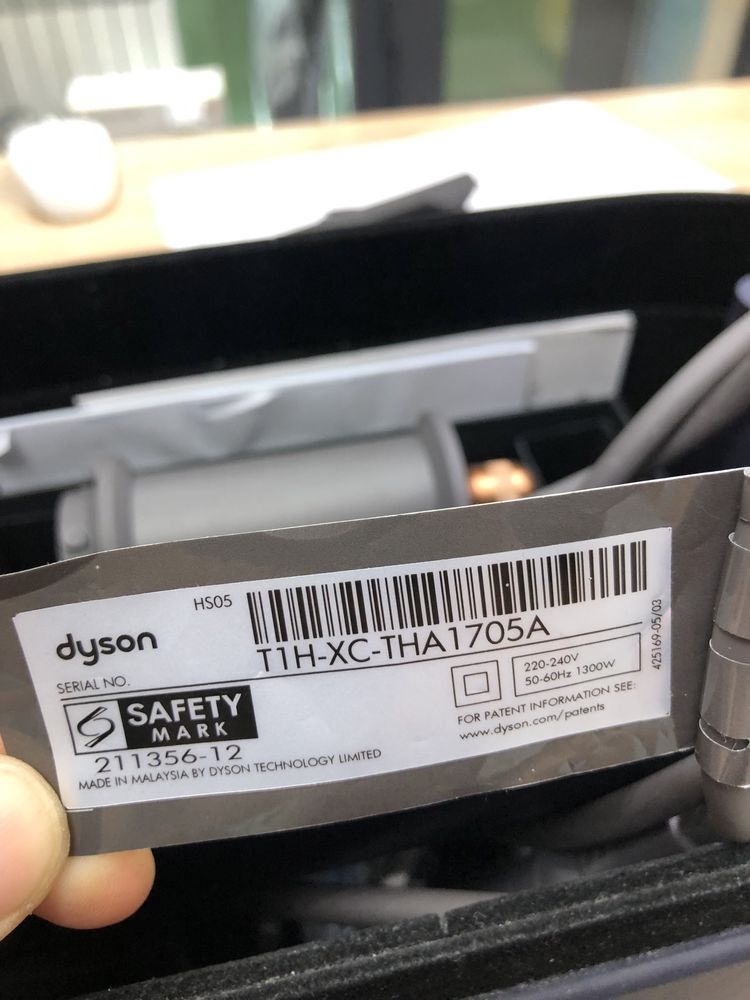 HS05
dyson
T1H-XC-THA1705A
SERIAL NO.
SAFETY
MARK
211356-12
MADE IN MALAYSIA BY DYSON TECHNOLOGY LIMITED
220-240V
50-60Hz 1300W
FOR PATENT INFORMATION SEE:
www.dyson.com/patents
425169-05/03